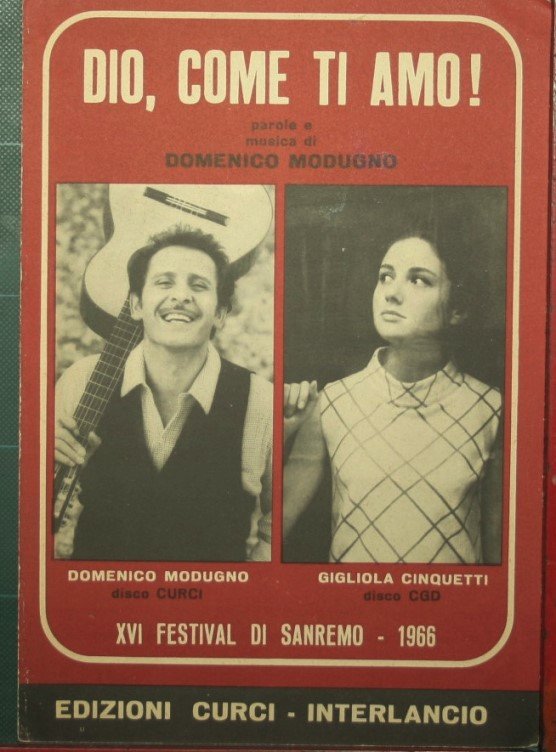 DIO, COME TI AMO!
parole e
musica di
DOMENICO MODUGNO
DOMENICO MODUGNO
disco CURCI
GIGLIOLA CINQUETTI
disco CGD
XVI FESTIVAL DI SANREMO - 1966
EDIZIONI CURCI - INTERLANCIO